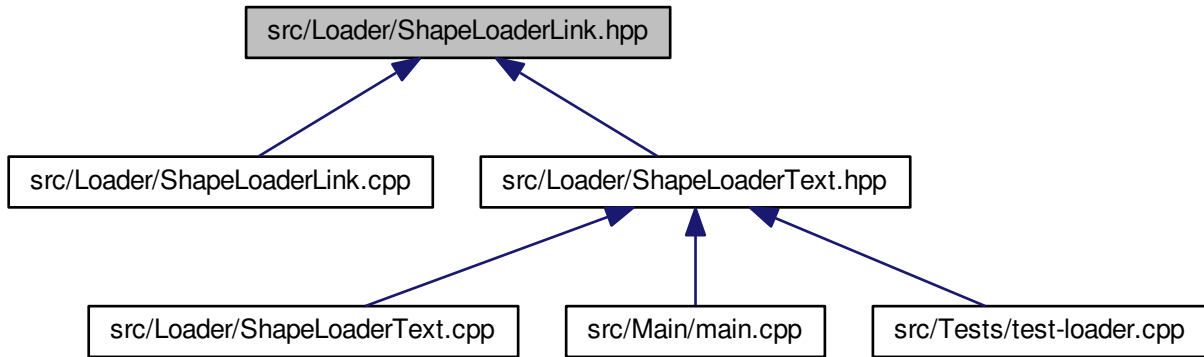 src/Loader/ShapeLoaderLink.hpp
src/Loader/ShapeLoaderLink.cpp
src/Loader/ShapeLoaderText.hpp
src/Loader/ShapeLoaderText.cpp
src/Main/main.cpp
src/Tests/test-loader.cpp